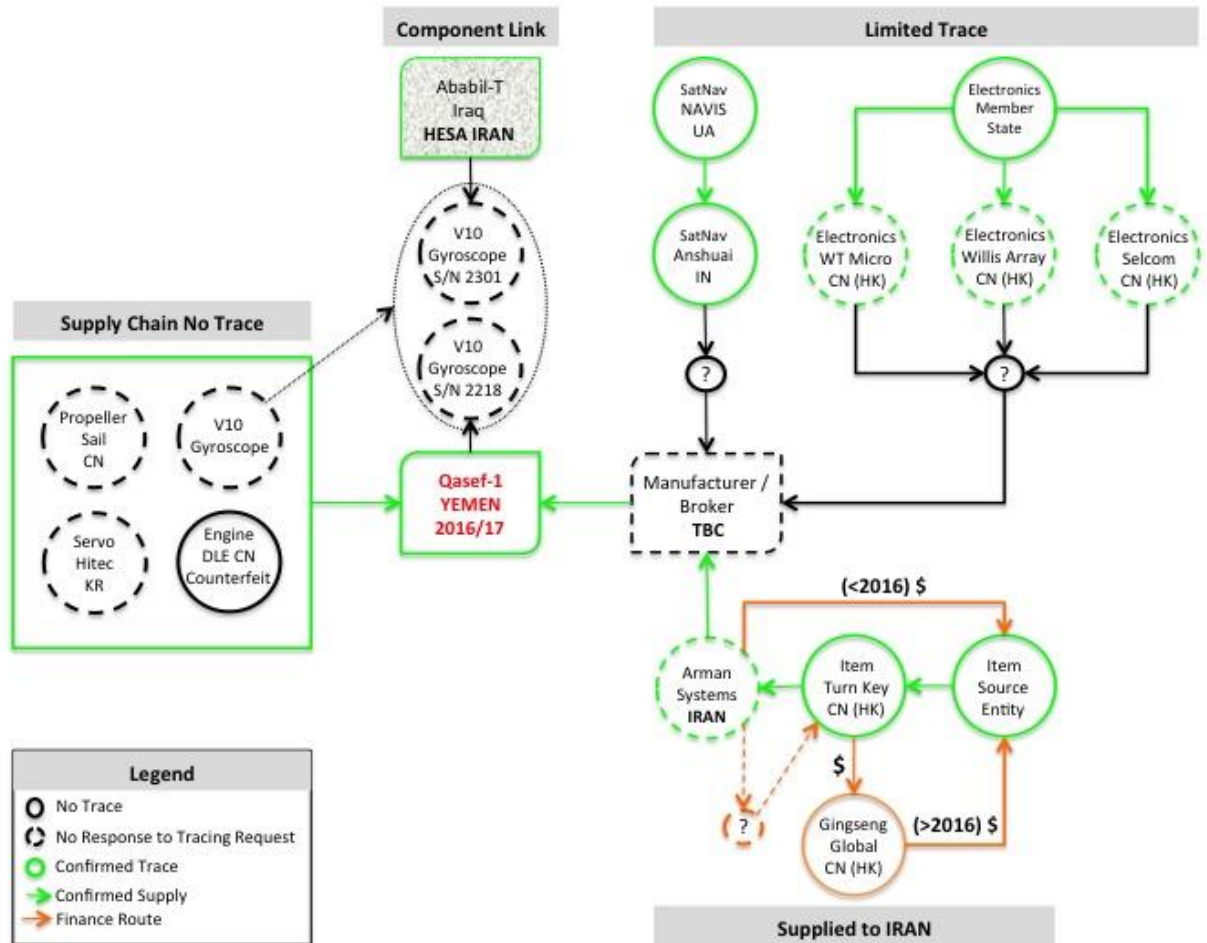 Component Link
Limited Trace
Ababil-T
Iraq
HESA IRAN
SatNav
NAVIS
UA
Electronics
Member
State
V10
Gyroscope
S/N 2301
SatNav
Anshuai
IN
Electronics
WT Micro
CN (HK)
Electronics
Willis Array
CN (HK)
Electronics
Selcom
CN (HK)
Supply Chain No Trace
V10
Gyroscope
S/N 2218
?
?
Propeller
Sail
CN
V10
Gyroscope
Qasef-1
YEMEN
2016/17
Manufacturer /
Broker
TBC
Servo
Hitec
KR
Engine
DLE CN
Counterfeit
(<2016) $
Arman
Systems
IRAN
Item
Turn Key
CN (HK)
Item
Source
Entity
$
?
Gingseng
Global
CN (HK)
(>2016) $
Legend
No Trace
No Response to Tracing Request
Confirmed Trace
Confirmed Supply
Finance Route
Supplied to IRAN